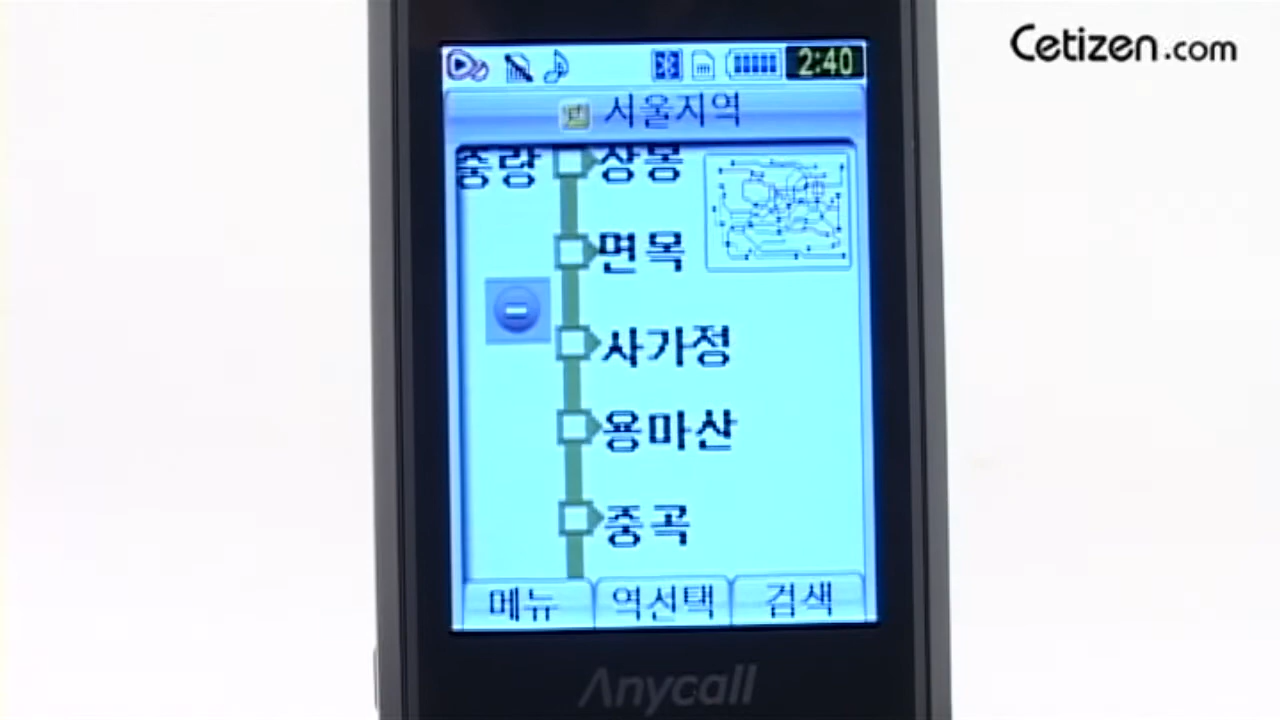 Cetizen.com
2:40
서울지역
중랑
상봉
면목
사가정
용마산
중곡
메뉴 역선택 검색
Anycall